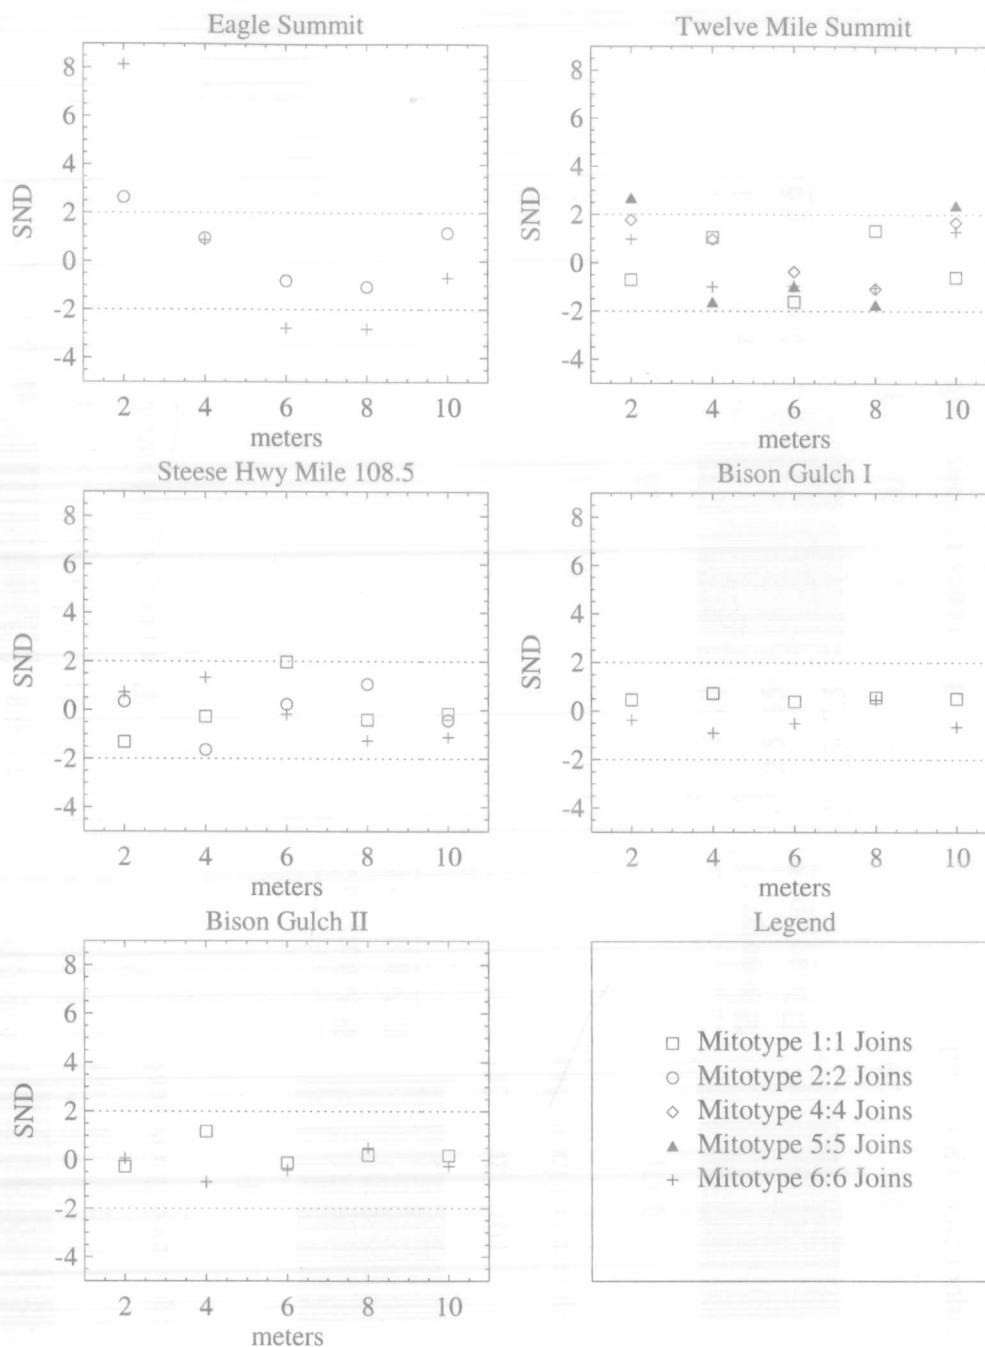 Eagle Summit
SND
8
6
4
2
0
-2
-4
2 4 6 8 10
meters
Twelve Mile Summit
SND
8
6
4
2
0
-2
-4
2 4 6 8 10
meters
Steese Hwy Mile 108.5
SND
8
6
4
2
0
-2
-4
2 4 6 8 10
meters
Bison Gulch I
SND
8
6
4
2
0
-2
-4
2 4 6 8 10
meters
Bison Gulch II
SND
8
6
4
2
0
-2
-4
2 4 6 8 10
meters
Legend
Mitotype 1:1 Joins
Mitotype 2:2 Joins
Mitotype 4:4 Joins
Mitotype 5:5 Joins
Mitotype 6:6 Joins